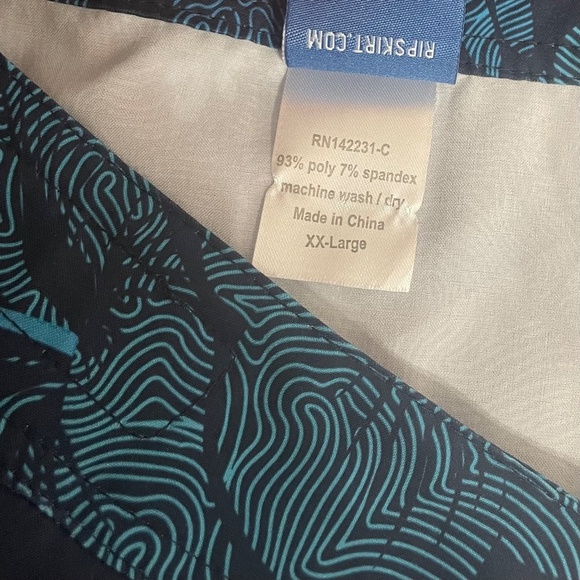 RIPSKIRT.COM
RN142231-C
93% poly 7% spandex
machine wash / dry
Made in China
XX-Large